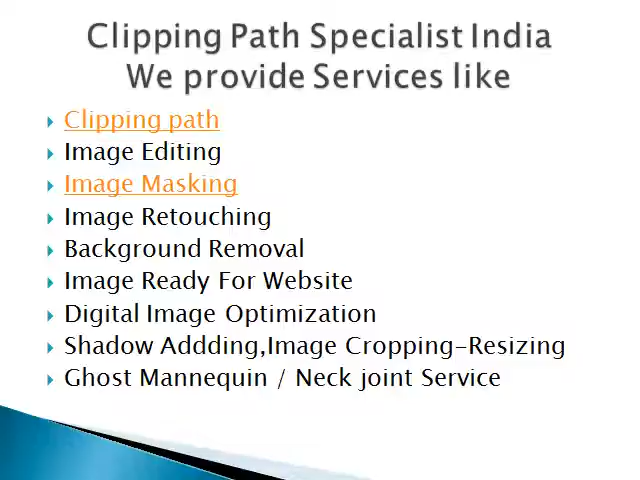 Clipping Path Specialist India
We provide Services like
Clipping path
Image Editing
Image Masking
Image Retouching
Background Removal
Image Ready For Website
Digital Image Optimization
Shadow Addding,Image Cropping-Resizing
Ghost Mannequin / Neck joint Service